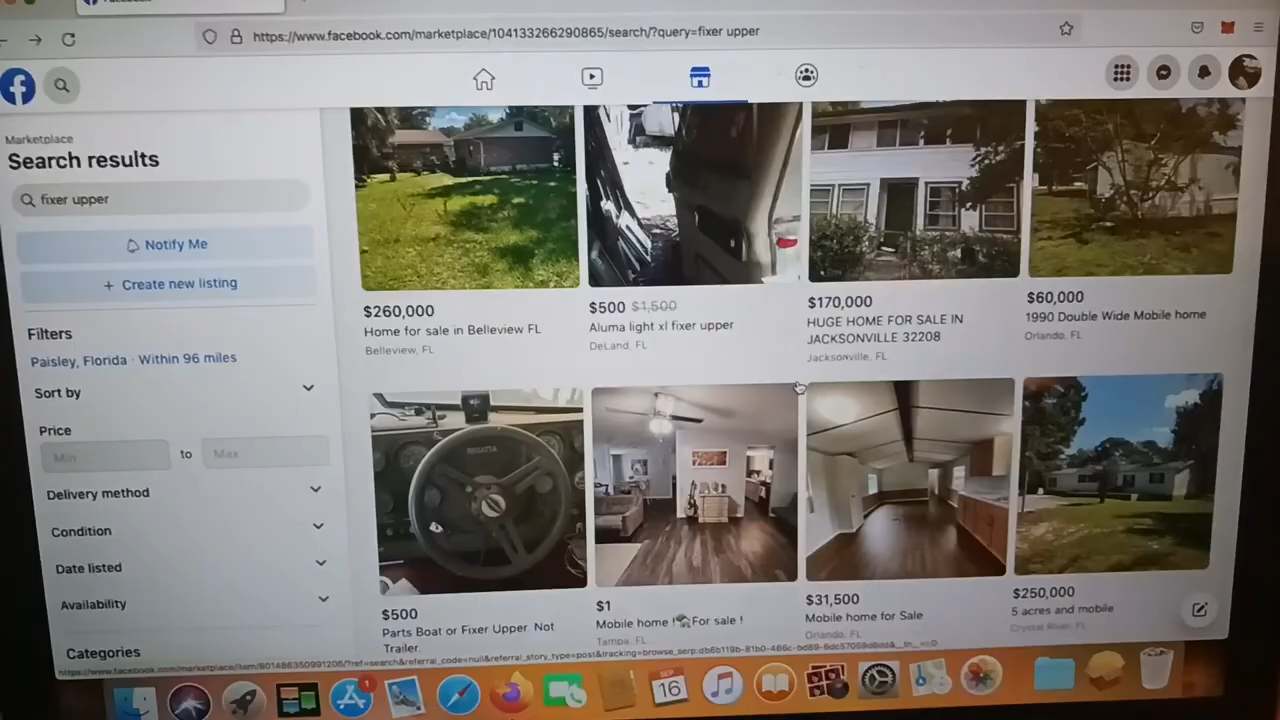 https://www.facebook.com/marketplace/104133266290865/search/?query=fixer upper
Marketplace
Search results
fixer upper
Notify Me
+ Create new listing
Filters
Paisley, Florida · Within 96 miles
Sort by
Price
Min
to
Max
Delivery method
Condition
Date listed
Availability
Categories
$260,000
Home for sale in Belleview FL
Belleview, FL
$500 $1,500
Aluma light xl fixer upper
DeLand, FL
$170,000
HUGE HOME FOR SALE IN
JACKSONVILLE 32208
Jacksonville, FL
$60,000
1990 Double Wide Mobile home
Orlando, FL
REGATTA
$500
Parts Boat or Fixer Upper. Not
Trailer.
$1
Mobile home !For sale !
Tampa, FL
$31,500
Mobile home for Sale
Orlando, FL
$250,000
5 acres and mobile
Crystal River, FL
1
SEP
16